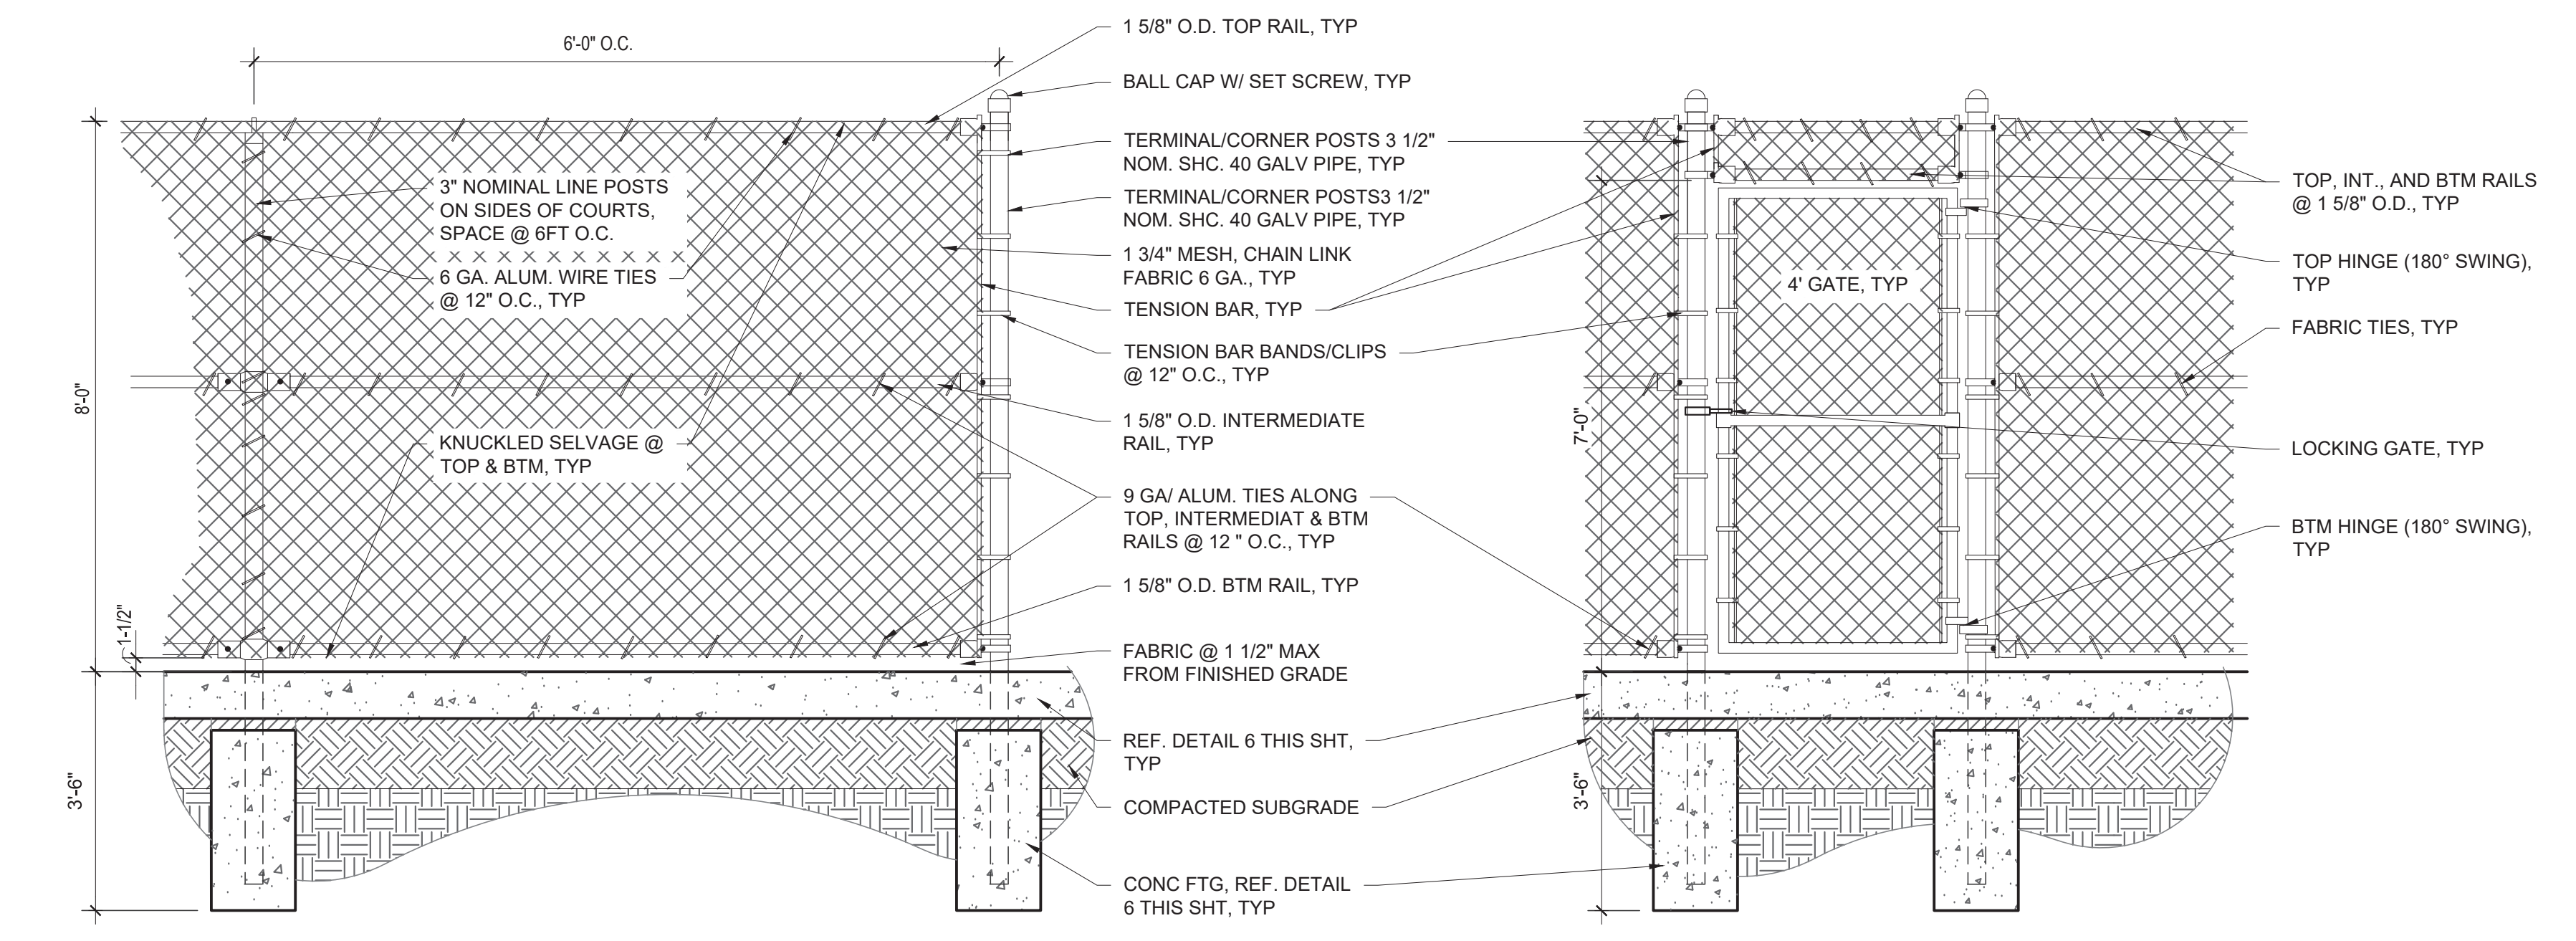 6'-0" O.C.
8'-0"
1-1/2"
3'-6"
3" NOMINAL LINE POSTS
ON SIDES OF COURTS,
SPACE @ 6FT O.C.
6 GA. ALUM. WIRE TIES
@ 12" O.C., TYP
KNUCKLED SELVAGE @
TOP & BTM, TYP
1 5/8" O.D. TOP RAIL, TYP
BALL CAP W/ SET SCREW, TYP
TERMINAL/CORNER POSTS 3 1/2"
NOM. SHC. 40 GALV PIPE, TYP
TERMINAL/CORNER POSTS3 1/2"
NOM. SHC. 40 GALV PIPE, TYP
1 3/4" MESH, CHAIN LINK
FABRIC 6 GA., TYP
TENSION BAR, TYP
TENSION BAR BANDS/CLIPS
@ 12" O.C., TYP
1 5/8" O.D. INTERMEDIATE
RAIL, TYP
9 GA/ ALUM. TIES ALONG
TOP, INTERMEDIAT & BTM
RAILS @ 12 " O.C., TYP
1 5/8" O.D. BTM RAIL, TYP
FABRIC @ 1 1/2" MAX
FROM FINISHED GRADE
REF. DETAIL 6 THIS SHT,
TYP
COMPACTED SUBGRADE
CONC FTG, REF. DETAIL
6 THIS SHT, TYP
7'-0"
3'-6"
4' GATE, TYP
TOP, INT., AND BTM RAILS
@ 1 5/8" O.D., TYP
TOP HINGE (180° SWING),
TYP
FABRIC TIES, TYP
LOCKING GATE, TYP
BTM HINGE (180° SWING),
TYP